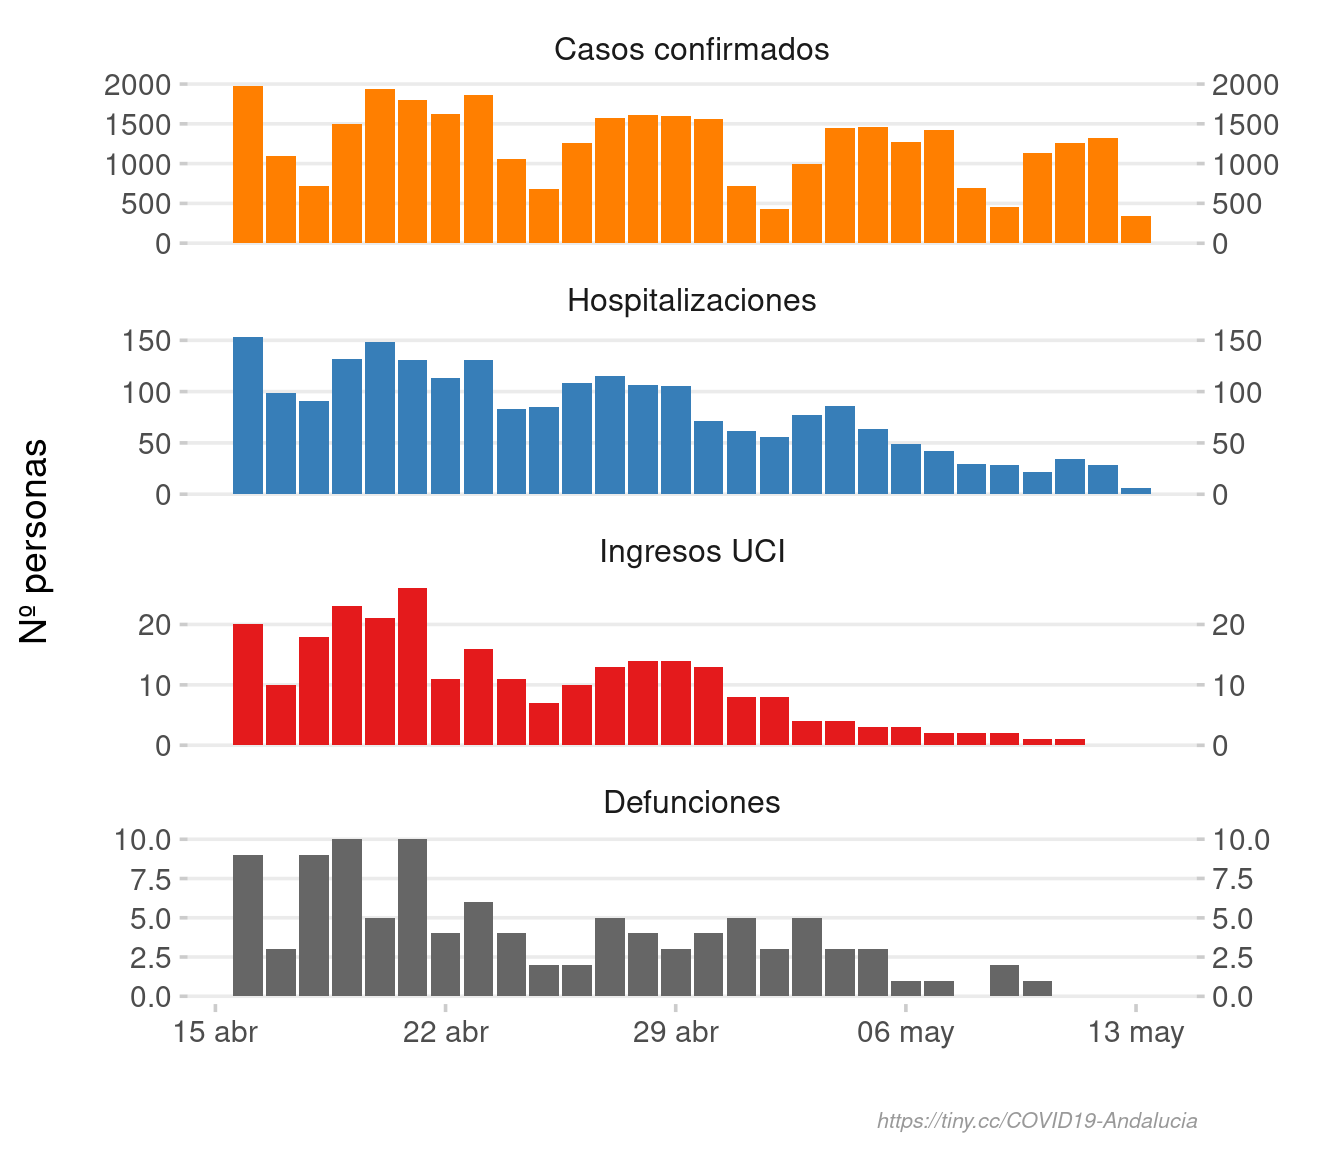 Casos confirmados
2000 2000
1500 1500
1000 1000
500 500
0 0
Hospitalizaciones
150 150
100 100
50 50
0 0
Nº personas
Ingresos UCI
20 20
10 10
0 0
Defunciones
10.0 10.0
7.5 7.5
5.0 5.0
2.5 2.5
0.0 0.0
15 abr 22 abr 29 abr 06 may 13 may
https://tiny.cc/COVID19-Andalucia